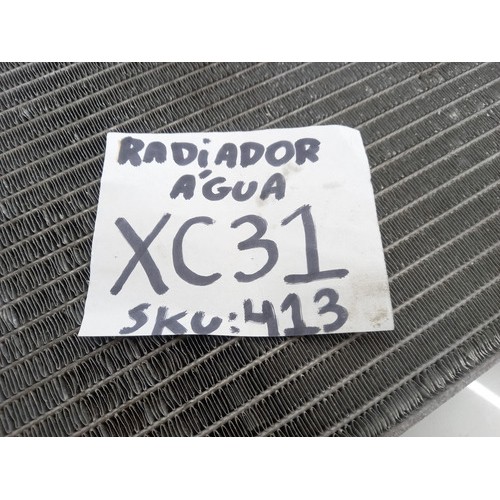 RADiADOR
ÁGUA
XC31
SKU:413